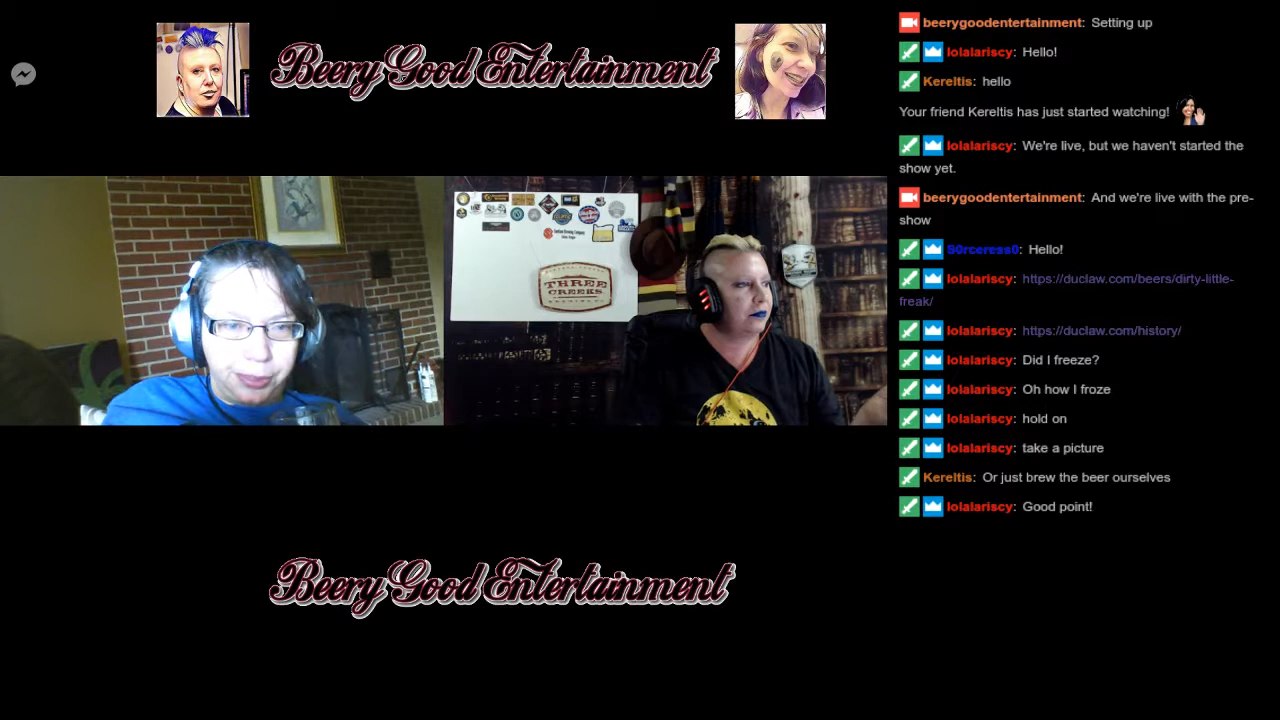 Beery Good Entertainment
THREE
CREEKS
Beery Good Entertainment
beerygoodentertainment: Setting up
lolalariscy: Hello!
Kereltis: hello
Your friend Kereltis has just started watching!
lolalariscy: We're live, but we haven't started the
show yet.
beerygoodentertainment: And we're live with the pre-
show
S0rceress0: Hello!
lolalariscy: https://duclaw.com/beers/dirty-little-
freak/
lolalariscy: https://duclaw.com/history/
lolalariscy: Did I freeze?
lolalariscy: Oh how I froze
lolalariscy: hold on
lolalariscy: take a picture
Kereltis: Or just brew the beer ourselves
lolalariscy: Good point!